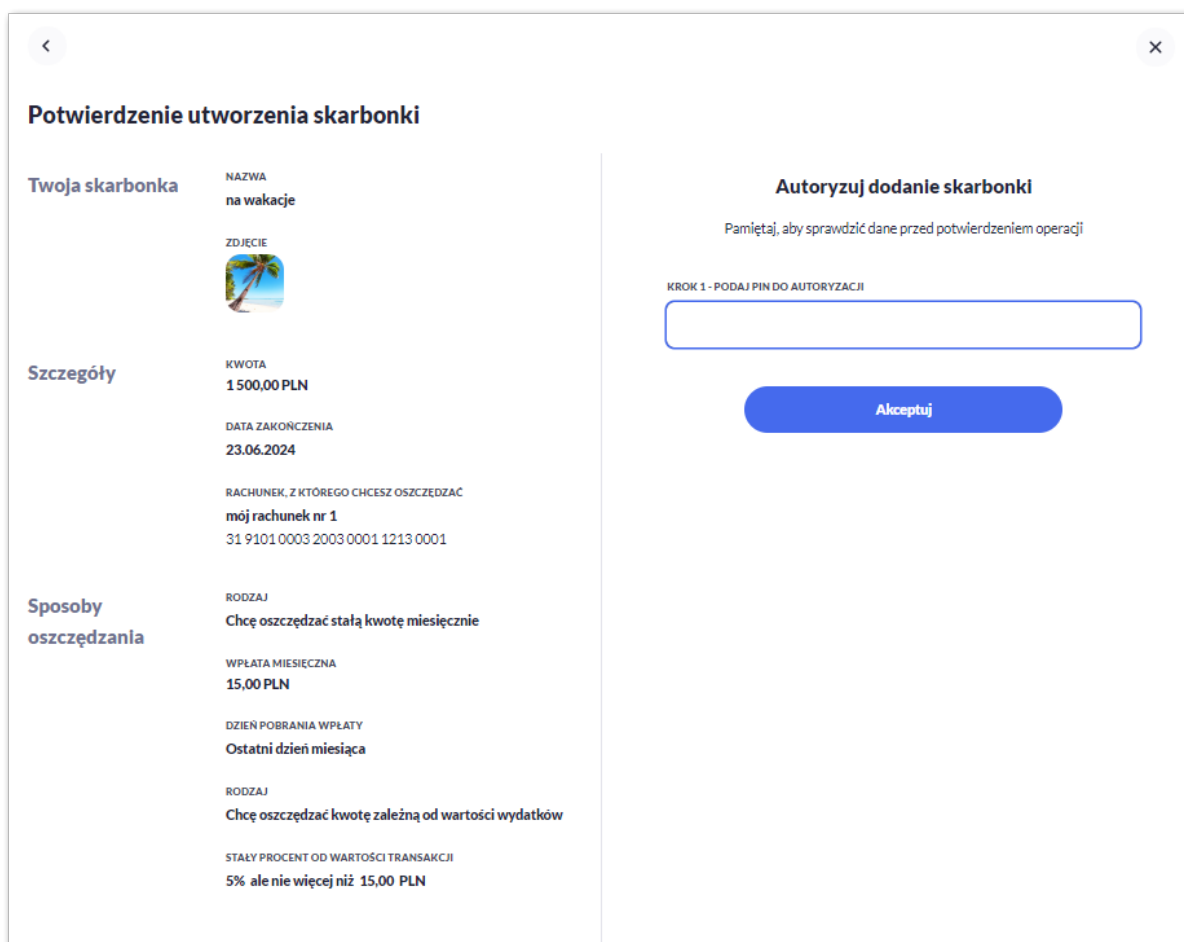 Potwierdzenie utworzenia skarbonki
Twoja skarbonka
NAZWA
na wakacje
ZDJĘCIE
Szczegóły
KWOTA
1 500,00 PLN
DATA ZAKOŃCZENIA
23.06.2024
RACHUNEK, Z KTÓREGO CHCESZ OSZCZĘDZAĆ
mój rachunek nr 1
31 9101 0003 2003 0001 1213 0001
Sposoby
oszczędzania
RODZAJ
Chcę oszczędzać stałą kwotę miesięcznie
WPŁATA MIESIĘCZNA
15,00 PLN
DZIEŃ POBRANIA WPŁATY
Ostatni dzień miesiąca
RODZAJ
Chcę oszczędzać kwotę zależną od wartości wydatków
STAŁY PROCENT OD WARTOŚCI TRANSAKCJI
5% ale nie więcej niż 15,00 PLN
Autoryzuj dodanie skarbonki
Pamiętaj, aby sprawdzić dane przed potwierdzeniem operacji
KROK 1 - PODAJ PIN DO AUTORYZACJI
Akceptuj